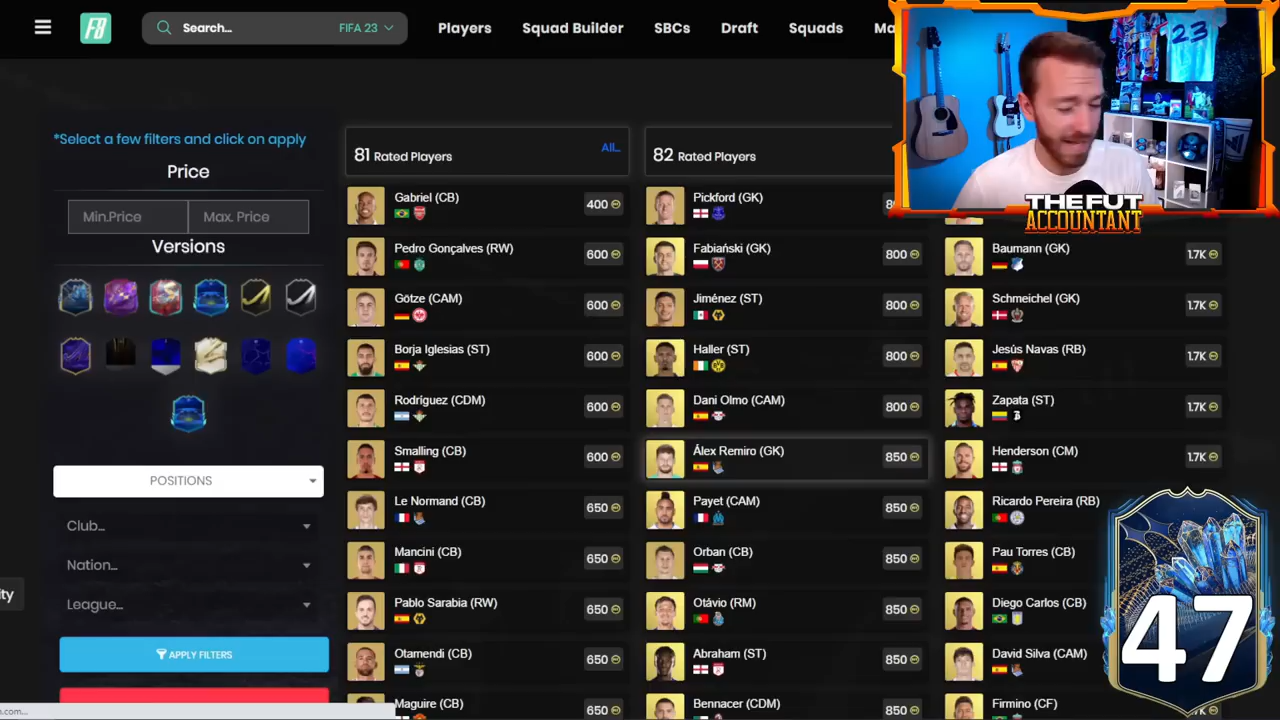 FB Search... FIFA 23 Players Squad Builder SBCs Draft Squads Ma
23
THE FUT
ACCOUNTANT
*Select a few filters and click on apply
Price
Min.Price Max. Price
Versions
POSITIONS
Club...
Nation...
League...
APPLY FILTERS
ity
n.com...
81 Rated Players All...
Gabriel (CB) 400
Pedro Gonçalves (RW) 600
Götze (CAM) 600
Borja Iglesias (ST) 600
Rodríguez (CDM) 600
Smalling (CB) 600
Le Normand (CB) 650
Mancini (CB) 650
Pablo Sarabia (RW) 650
Otamendi (CB) 650
Maguire (CB) 650
82 Rated Players
Pickford (GK)
Fabiański (GK) 800
Jiménez (ST) 800
Haller (ST) 800
Dani Olmo (CAM) 800
Álex Remiro (GK) 850
Payet (CAM) 850
Orban (CB) 850
Otávio (RM) 850
Abraham (ST) 850
Bennacer (CDM) 850
Baumann (GK) 1.7K
Schmeichel (GK) 1.7K
Jesús Navas (RB) 1.7K
Zapata (ST) 1.7K
Henderson (CM) 1.7K
Ricardo Pereira (RB)
Pau Torres (CB)
Diego Carlos (CB)
David Silva (CAM)
Firmino (CF)
47